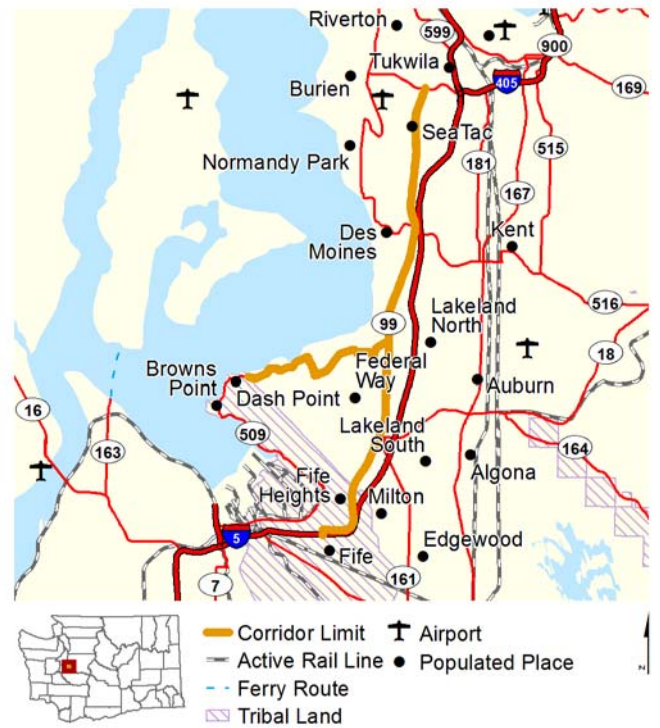 Riverton
599
900
Tukwila
405
169
Burien
SeaTac
Normandy Park
181
515
167
Des
Moines
Kent
99
Lakeland
North
516
18
Browns
Point
Federal
Way
Dash Point
Auburn
16
509
Lakeland
South
163
164
Algona
Fife
Heights
Milton
5
Fife
Edgewood
7
161
Corridor Limit
Airport
Active Rail Line
Populated Place
Ferry Route
Tribal Land
N